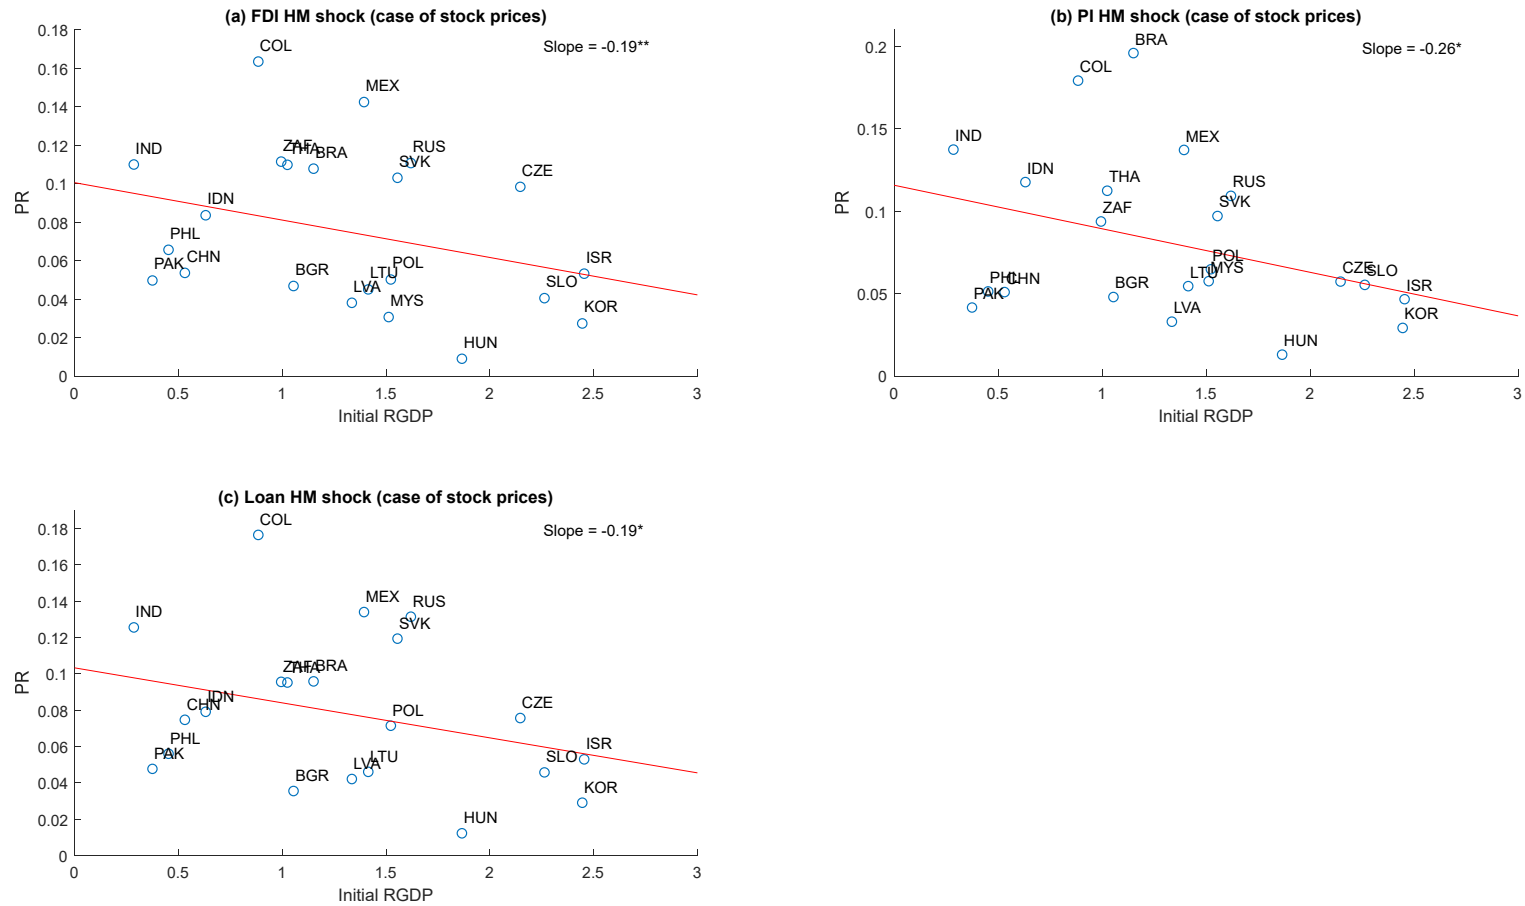 (a) FDI HM shock (case of stock prices)
0.18
0.16
0.14
0.12
0.1
0.08
0.06
0.04
0.02
0
PR
Slope = -0.19**
COL
MEX
IND
ZAF
THA
BRA
RUS
SVK
CZE
IDN
PHL
PAK
CHN
BGR
LTU
LVA
POL
MYS
HUN
ISR
SLO
KOR
0
0.5
1
1.5
2
2.5
3
Initial RGDP
(b) PI HM shock (case of stock prices)
0.2
0.15
0.1
0.05
0
PR
Slope = -0.26*
BRA
COL
IND
MEX
IDN
THA
RUS
SVK
ZAF
POL
MYS
LTU
PHL
CHN
PAK
BGR
LVA
HUN
CZE
SLO
ISR
KOR
0
0.5
1
1.5
2
2.5
3
Initial RGDP
(c) Loan HM shock (case of stock prices)
0.18
0.16
0.14
0.12
0.1
0.08
0.06
0.04
0.02
0
PR
Slope = -0.19*
COL
IND
MEX
RUS
SVK
ZAF
THA
BRA
IDN
CHN
PHL
PAK
POL
CZE
BGR
LVA
LTU
HUN
ISR
SLO
KOR
0
0.5
1
1.5
2
2.5
3
Initial RGDP